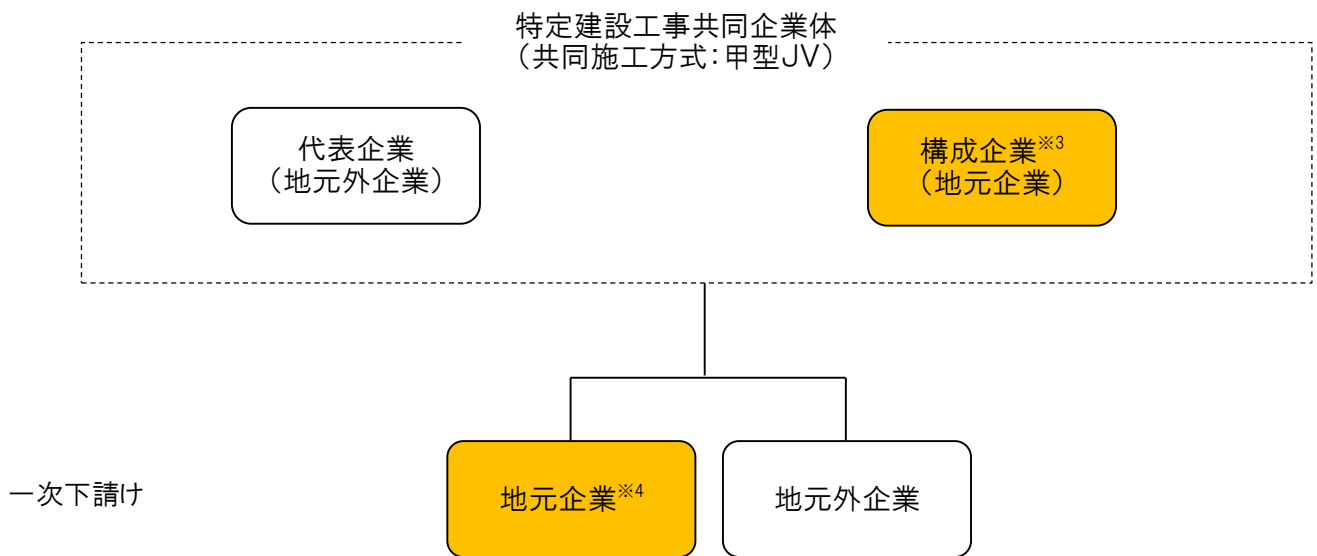 特定建設工事共同企業体
(共同施工方式:甲型JV)
代表企業
(地元外企業)
構成企業※3
(地元企業)
一次下請け
地元企業※4
地元外企業